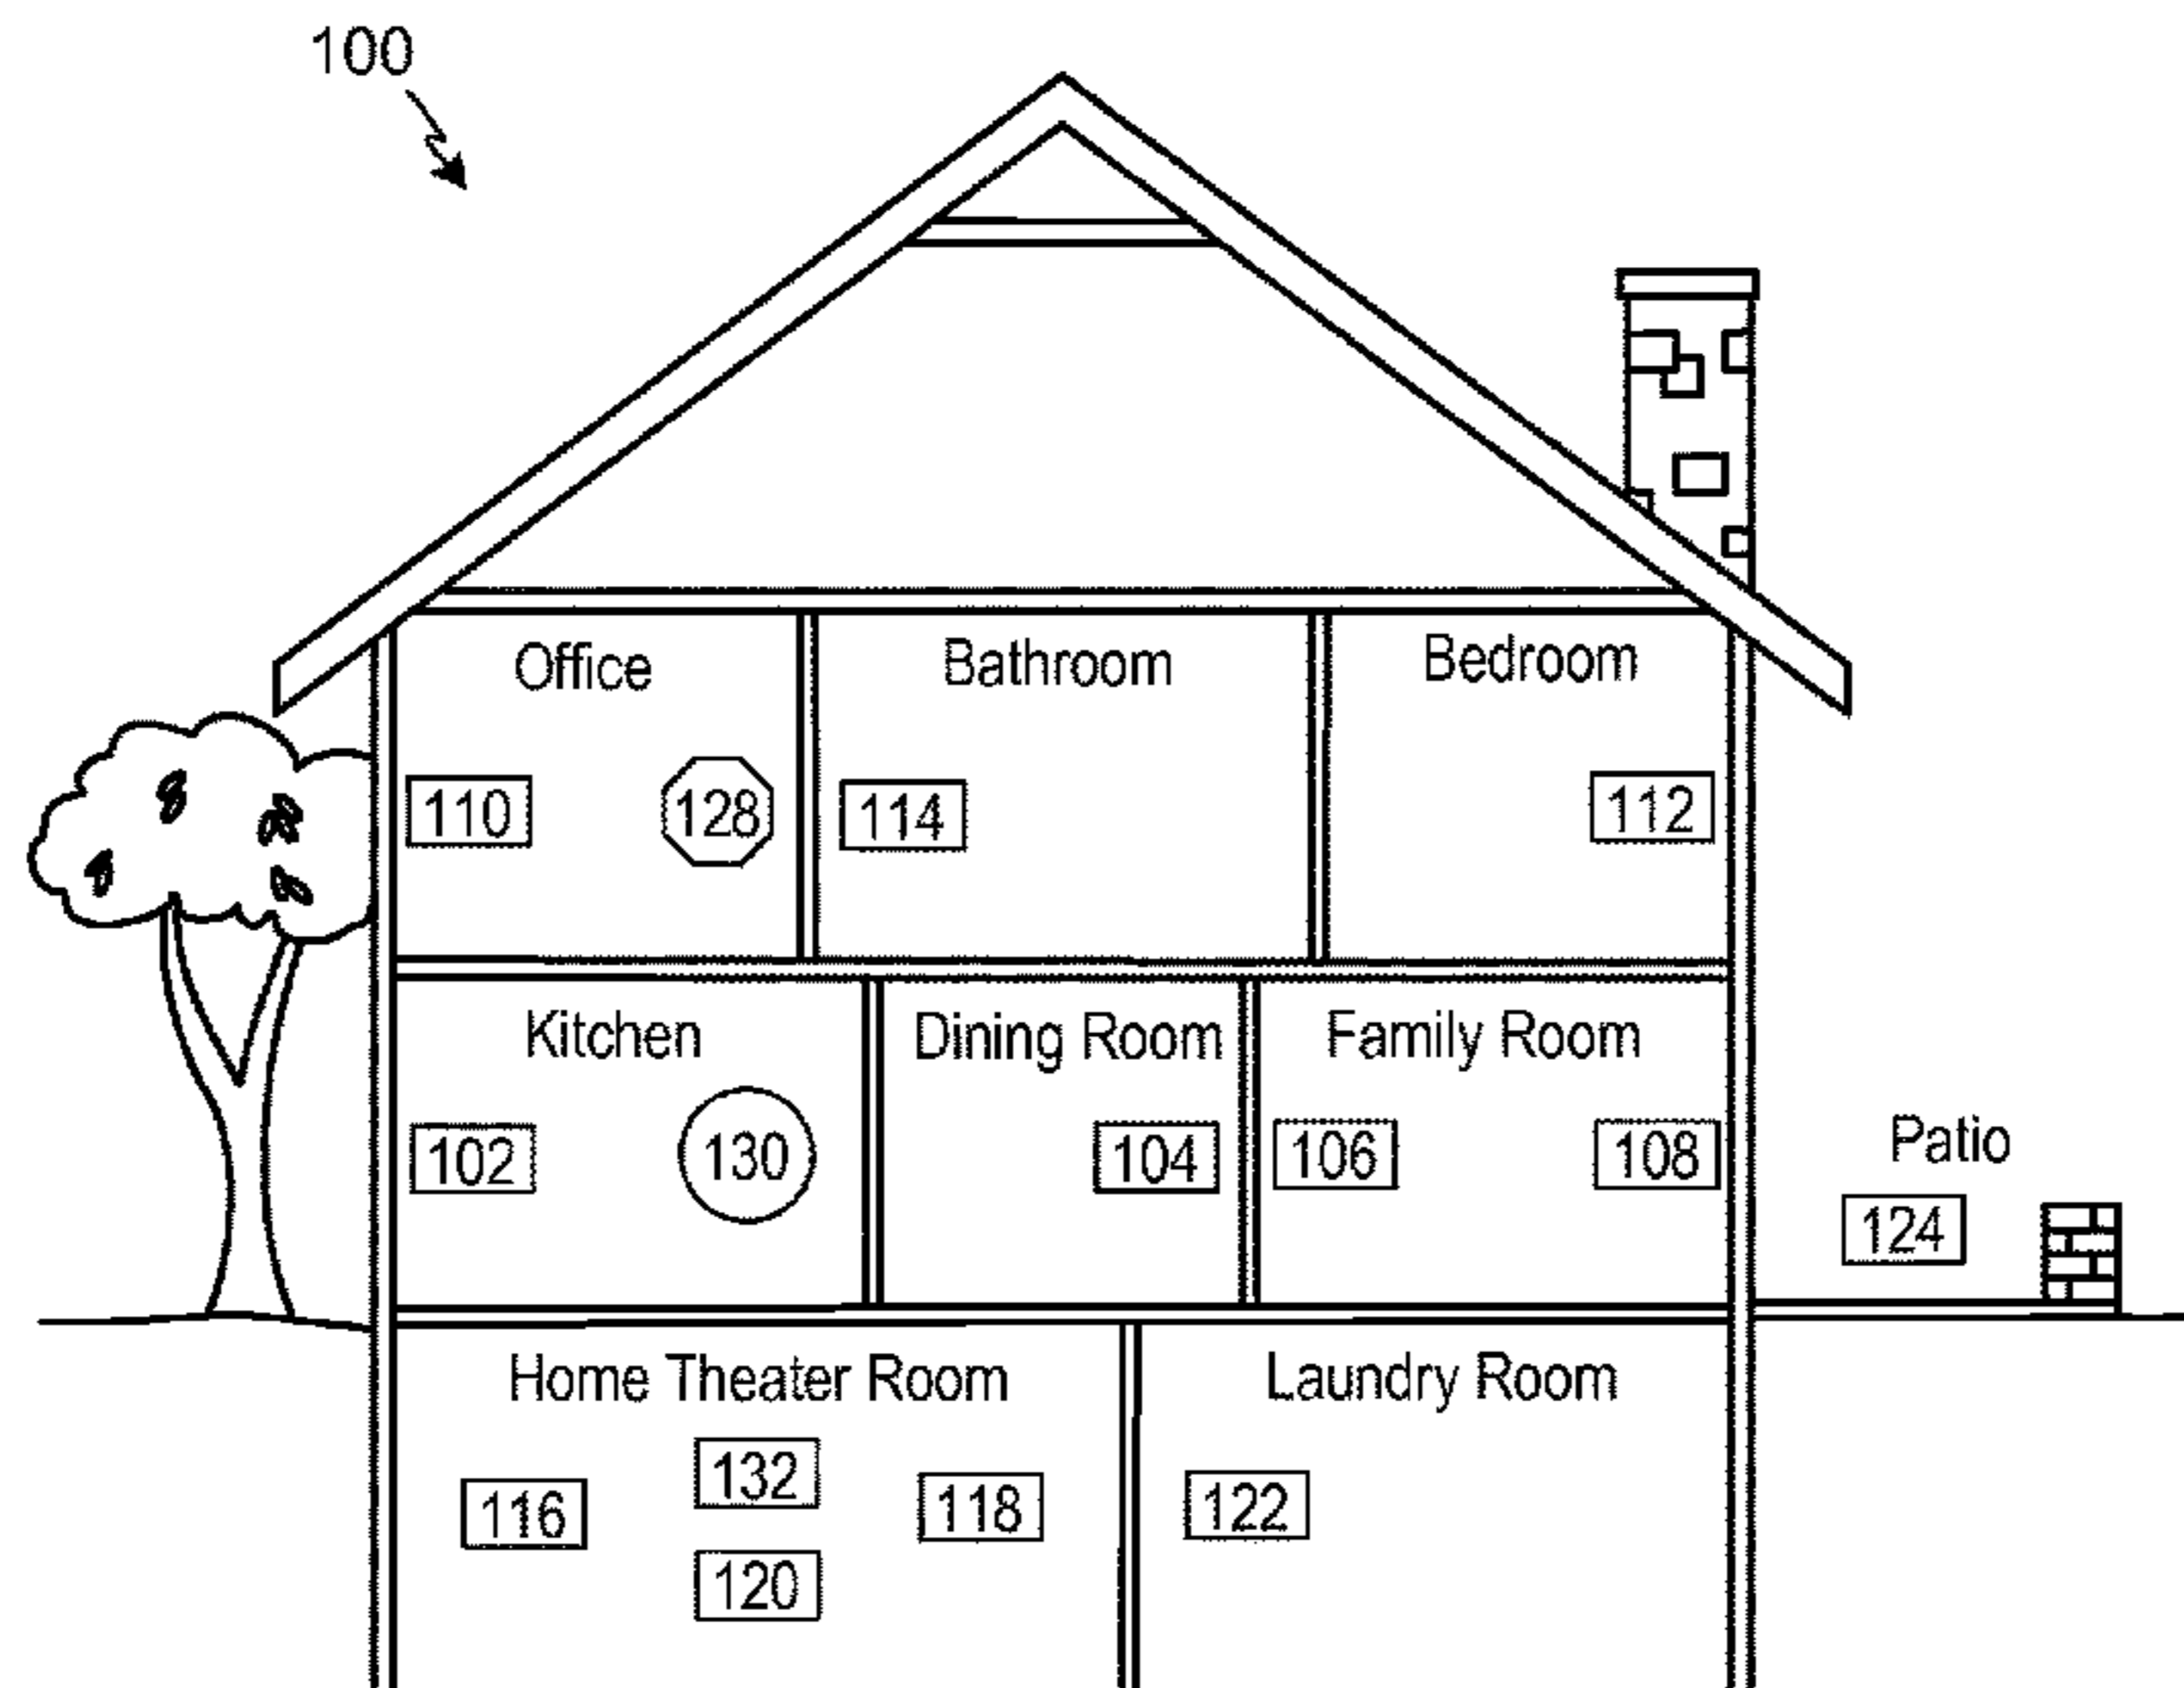 100
Office
Bathroom
Bedroom
110
128
114
112
Kitchen
Dining Room
Family Room
102
130
104
106
108
Patio
124
Home Theater Room
Laundry Room
116
132
118
122
120